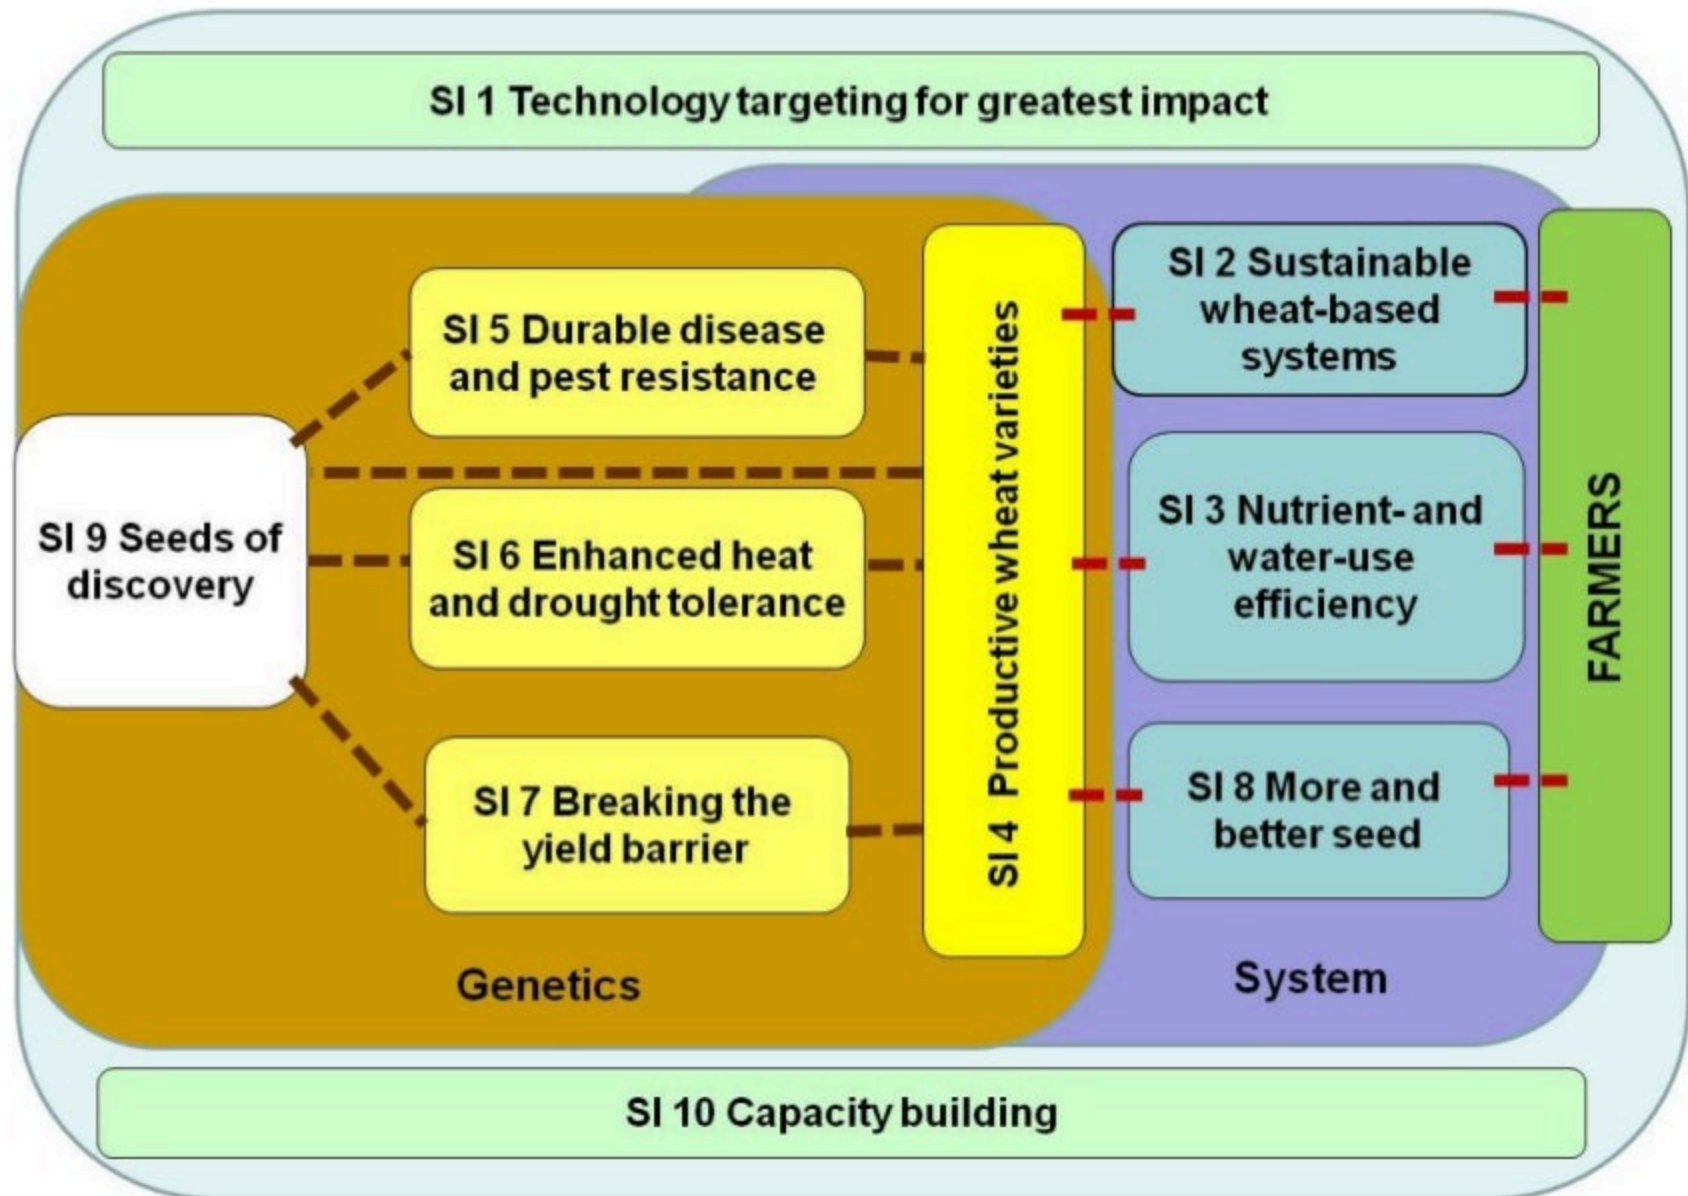 SI 1 Technology targeting for greatest impact
SI 5 Durable disease
and pest resistance
SI 9 Seeds of
discovery
SI 6 Enhanced heat
and drought tolerance
SI 7 Breaking the
yield barrier
SI 4 Productive wheat varieties
SI 2 Sustainable
wheat-based
systems
SI 3 Nutrient- and
water-use
efficiency
SI 8 More and
better seed
FARMERS
Genetics
System
SI 10 Capacity building